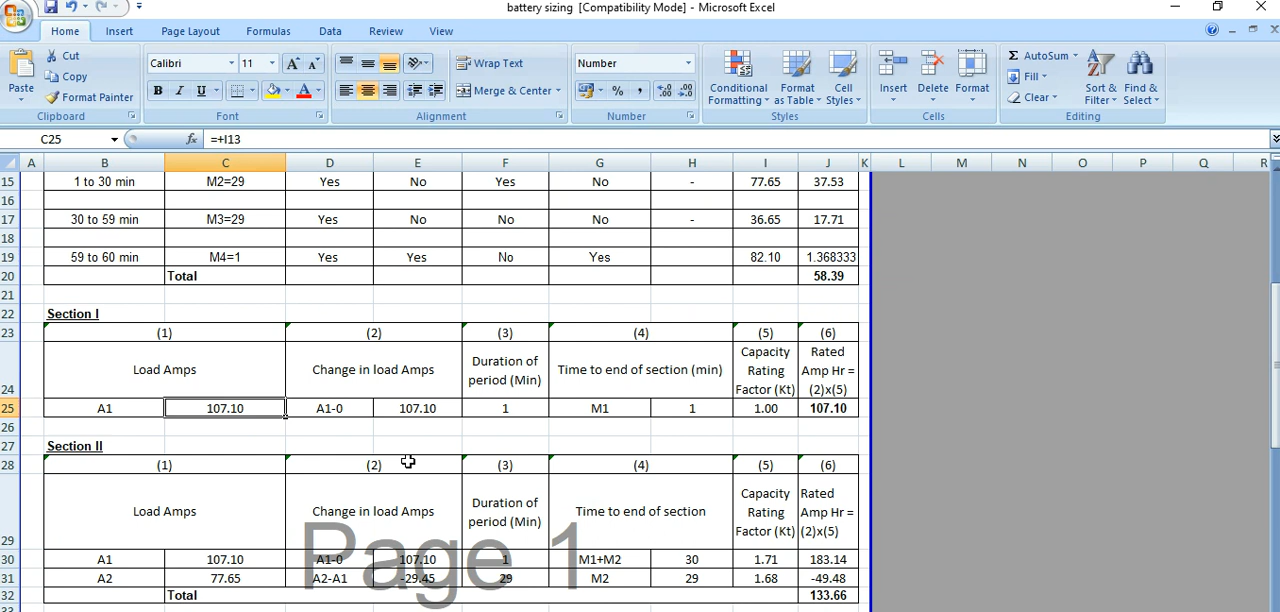 battery sizing [Compatibility Mode] - Microsoft Excel
Home Insert Page Layout Formulas Data Review View
Paste
Cut
Copy
Format Painter
Clipboard
Calibri 11
B I U
Font
Wrap Text
Merge & Center
Alignment
Number
Number
Conditional Formatting
Format as Table
Cell Styles
Styles
Insert
Delete
Format
Cells
Σ AutoSum
Fill
Clear
Sort & Filter
Find & Select
Editing
C25 fx =+I13
A B C D E F G H I J K L M N O P Q R
15 1 to 30 min M2=29 Yes No Yes No - 77.65 37.53
16
17 30 to 59 min M3=29 Yes No No No - 36.65 17.71
18
19 59 to 60 min M4=1 Yes Yes No Yes 82.10 1.368333
20 Total 58.39
21
22 Section I
23 (1) (2) (3) (4) (5) (6)
24 Load Amps Change in load Amps Duration of period (Min) Time to end of section (min) Capacity Rating Factor (Kt) Rated Amp Hr = (2)x(5)
25 A1 107.10 A1-0 107.10 1 M1 1 1.00 107.10
26
27 Section II
28 (1) (2) (3) (4) (5) (6)
29 Load Amps Change in load Amps Duration of period (Min) Time to end of section Capacity Rating Factor (Kt) Rated Amp Hr = (2)x(5)
30 A1 107.10 A1-0 107.10 1 M1+M2 30 1.71 183.14
31 A2 77.65 A2-A1 -29.45 29 M2 29 1.68 -49.48
32 Total 133.66
Page 1